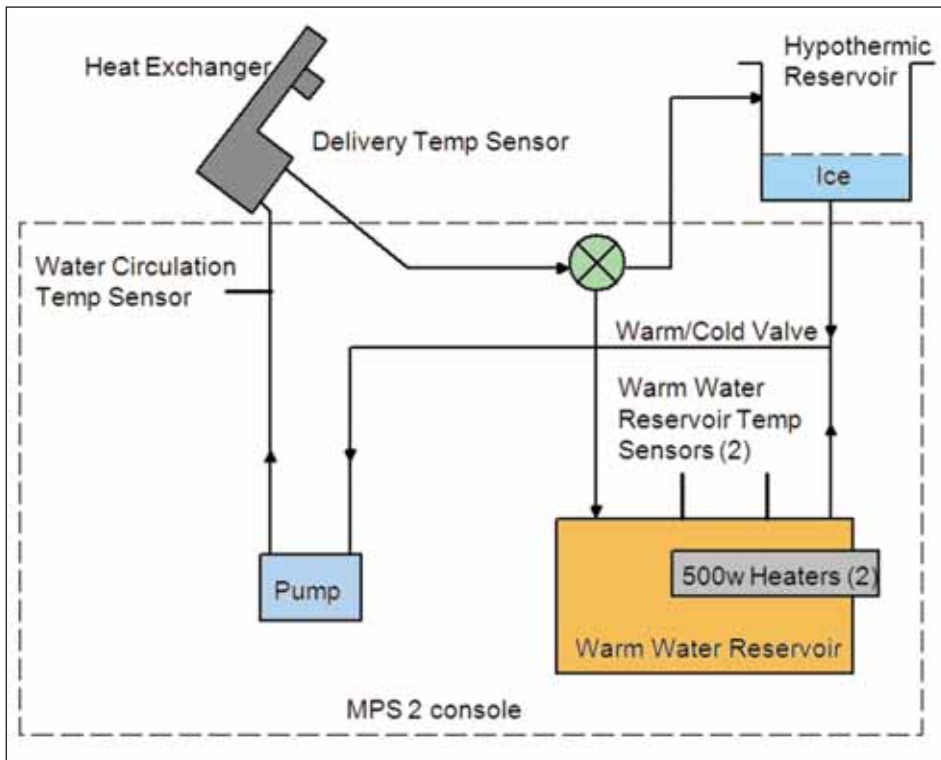 Heat Exchanger
Hypothermic
Reservoir
Delivery Temp Sensor
Ice
Water Circulation
Temp Sensor
Warm/Cold Valve
Warm Water
Reservoir Temp
Sensors (2)
500w Heaters (2)
Pump
Warm Water Reservoir
MPS 2 console